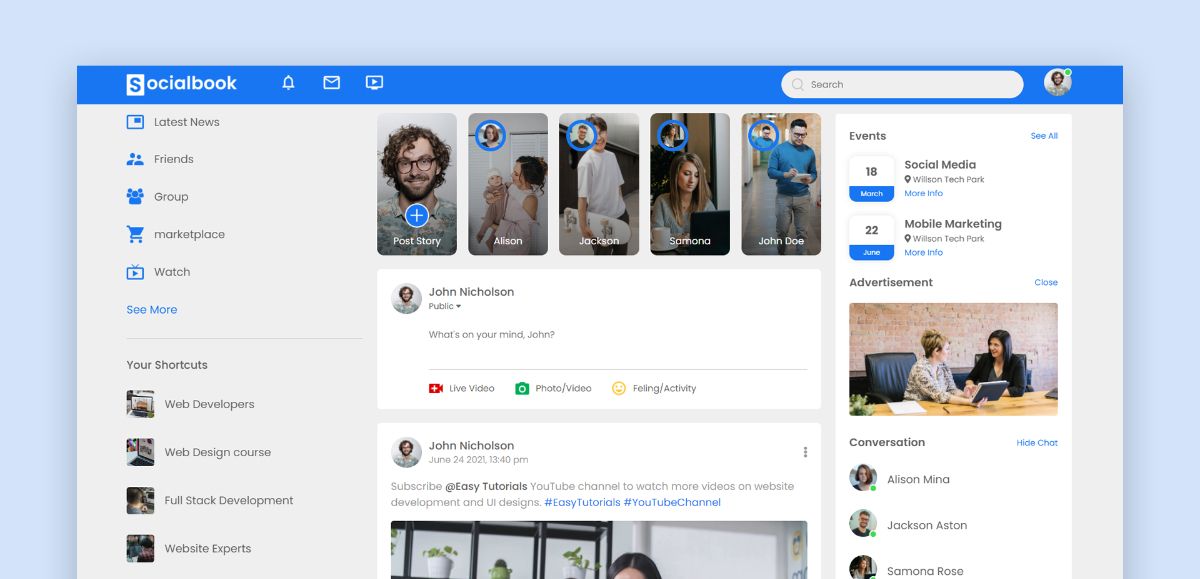 Socialbook
Search
Latest News
Friends
Group
marketplace
Watch
See More
Your Shortcuts
Web Developers
Web Design course
Full Stack Development
Website Experts
Post Story
Alison
Jackson
Samona
John Doe
John Nicholson
Public
What's on your mind, John?
Live Video
Photo/Video
Feling/Activity
John Nicholson
June 24 2021, 13:40 pm
Subscribe @Easy Tutorials YouTube channel to watch more videos on website
development and UI designs. #EasyTutorials #YouTubeChannel
Events
See All
18
March
Social Media
Willson Tech Park
More Info
22
June
Mobile Marketing
Willson Tech Park
More Info
Advertisement
Close
Conversation
Hide Chat
Alison Mina
Jackson Aston
Samona Rose